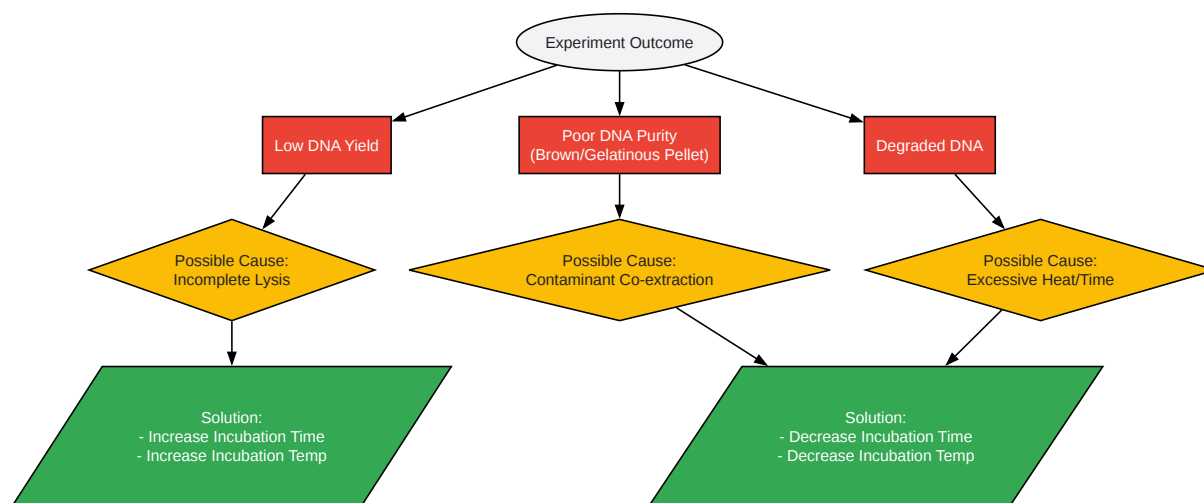 Experiment Outcome
Low DNA Yield
Poor DNA Purity
(Brown/Gelatinous Pellet)
Degraded DNA
Possible Cause:
Incomplete Lysis
Possible Cause:
Contaminant Co-extraction
Possible Cause:
Excessive Heat/Time
Solution:
- Increase Incubation Time
- Increase Incubation Temp
Solution:
- Decrease Incubation Time
- Decrease Incubation Temp